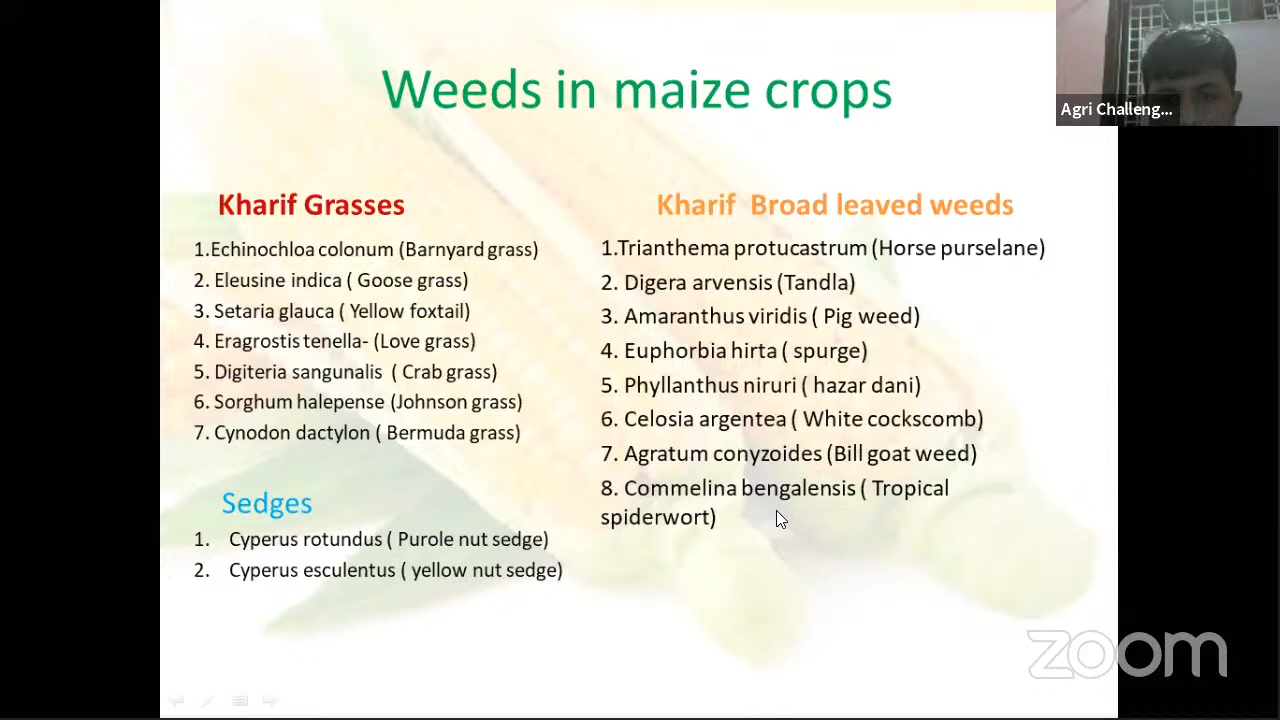 Weeds in maize crops
Agri Challeng...
Kharif Grasses
1.Echinochloa colonum (Barnyard grass)
2. Eleusine indica ( Goose grass)
3. Setaria glauca ( Yellow foxtail)
4. Eragrostis tenella- (Love grass)
5. Digiteria sangunalis ( Crab grass)
6. Sorghum halepense (Johnson grass)
7. Cynodon dactylon ( Bermuda grass)
Sedges
1. Cyperus rotundus ( Purole nut sedge)
2. Cyperus esculentus ( yellow nut sedge)
Kharif Broad leaved weeds
1.Trianthema protucastrum (Horse purselane)
2. Digera arvensis (Tandla)
3. Amaranthus viridis ( Pig weed)
4. Euphorbia hirta ( spurge)
5. Phyllanthus niruri ( hazar dani)
6. Celosia argentea ( White cockscomb)
7. Agratum conyzoides (Bill goat weed)
8. Commelina bengalensis ( Tropical
spiderwort)
zoom